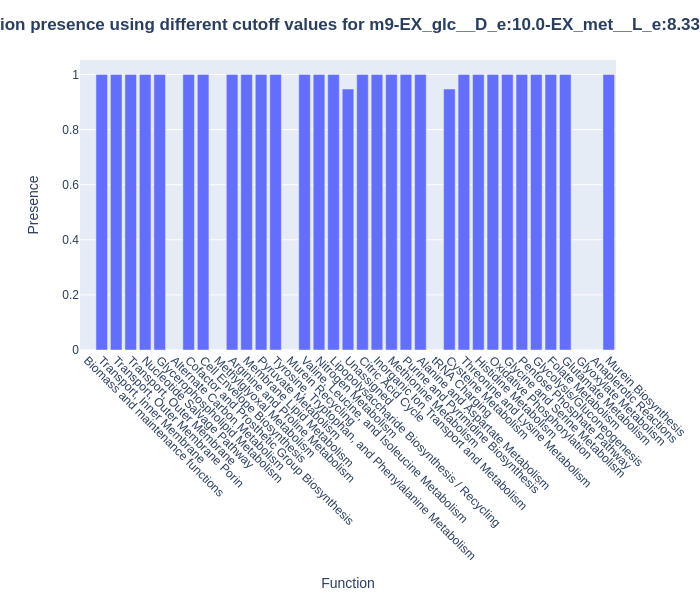 ion presence using different cutoff values for m9-EX_glc__D_e:10.0-EX_met__L_e:8.33
Presence
1
0.8
0.6
0.4
0.2
0
Biomass and maintenance functions
Transport, Inner Membrane
Transport, Outer Membrane
Transport, Outer Membrane Porin
Nucleotide Salvage Pathway
Glycerophospholipid Metabolism
Alternate Carbon Metabolism
Cofactor and Prosthetic Group Biosynthesis
Cell Envelope Biosynthesis
Methylglyoxal Metabolism
Arginine and Proline Metabolism
Membrane Lipid Metabolism
Pyruvate Metabolism
Tyrosine, Tryptophan, and Phenylalanine Metabolism
Murein Recycling
Valine, Leucine, and Isoleucine Metabolism
Nitrogen Metabolism
Lipopolysaccharide Biosynthesis / Recycling
Unassigned
Citric Acid Cycle
Inorganic Ion Transport and Metabolism
Methionine Metabolism
Purine and Pyrimidine Biosynthesis
Alanine and Aspartate Metabolism
tRNA Charging
Cysteine Metabolism
Threonine and Lysine Metabolism
Histidine Metabolism
Oxidative Phosphorylation
Glycine and Serine Metabolism
Pentose Phosphate Pathway
Glycolysis/Gluconeogenesis
Folate Metabolism
Glutamate Metabolism
Glyoxylate Metabolism
Anaplerotic Reactions
Murein Biosynthesis
Function